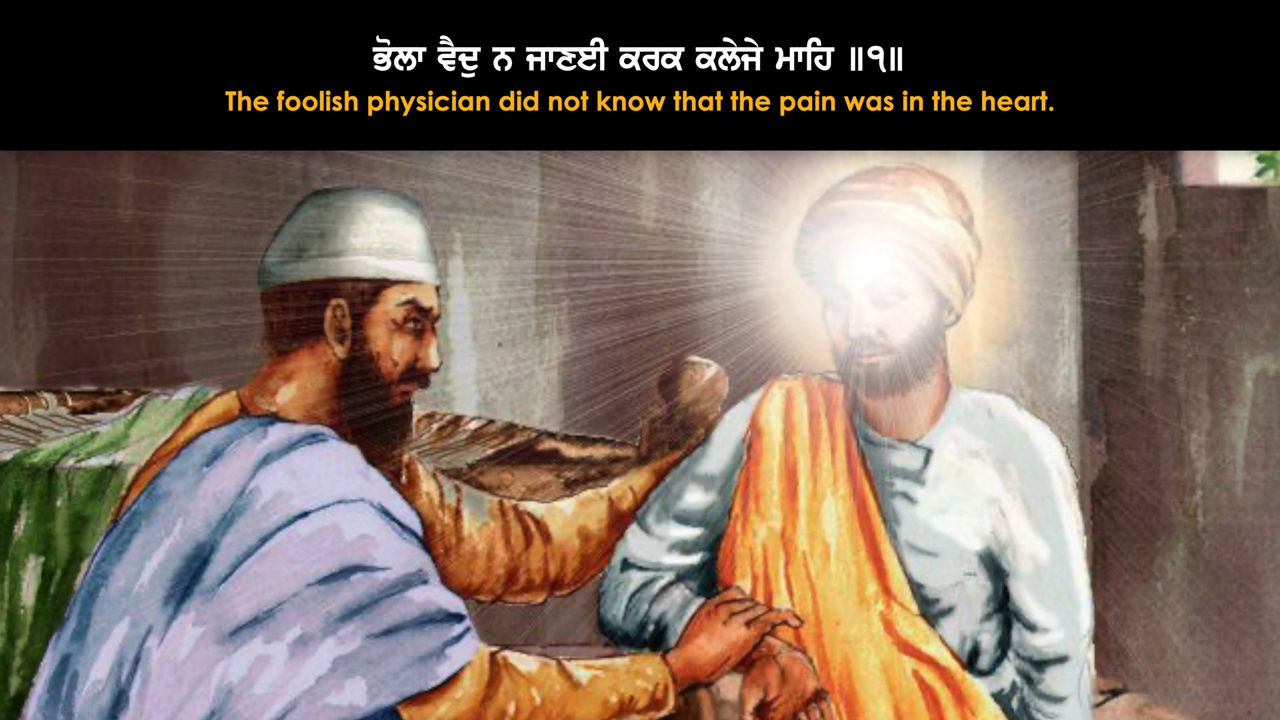 ਭੋਲਾ ਵੈਦੁ ਨ ਜਾਣਈ ਕਰਕ ਕਲੇਜੇ ਮਾਹਿ ॥੧॥
The foolish physician did not know that the pain was in the heart.